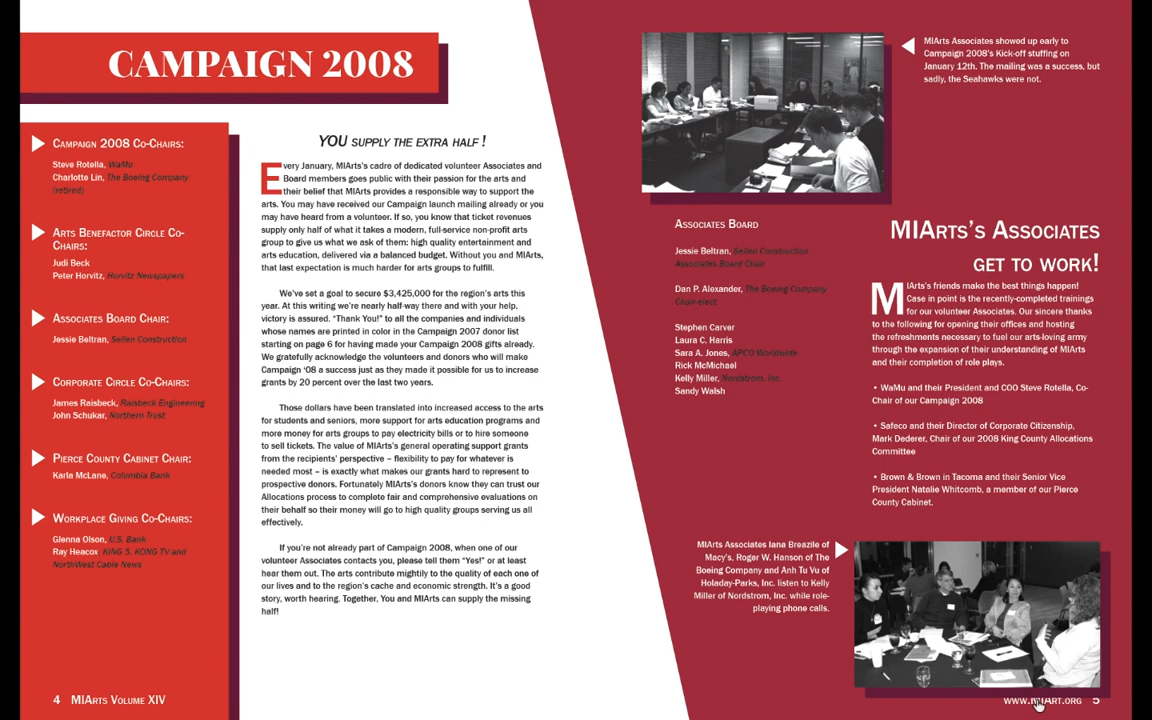 CAMPAIGN 2008
Campaign 2008 Co-Chairs:
Steve Rotella, WaMu
Charlotte Lin, The Boeing Company
(retired)
Arts Benefactor Circle Co-
Chairs:
Judi Beck
Peter Horvitz, Horvitz Newspapers
Associates Board Chair:
Jessie Beltran, Sellen Construction
Corporate Circle Co-Chairs:
James Raisbeck, Raisbeck Engineering
John Schukar, Northern Trust
Pierce County Cabinet Chair:
Karla McLane, Columbia Bank
Workplace Giving Co-Chairs:
Glenna Olson, U.S. Bank
Ray Heacox, KING 5, KONG TV and
NorthWest Cable News
4 MIArts Volume XIV
YOU SUPPLY THE EXTRA HALF !
Every January, MIArts's cadre of dedicated volunteer Associates and
Board members goes public with their passion for the arts and
their belief that MIArts provides a responsible way to support the
arts. You may have received our Campaign launch mailing already or you
may have heard from a volunteer. If so, you know that ticket revenues
supply only half of what it takes a modern, full-service non-profit arts
group to give us what we ask of them: high quality entertainment and
arts education, delivered via a balanced budget. Without you and MIArts,
that last expectation is much harder for arts groups to fulfill.
We've set a goal to secure $3,425,000 for the region's arts this
year. At this writing we're nearly half-way there and with your help,
victory is assured. "Thank You!" to all the companies and individuals
whose names are printed in color in the Campaign 2007 donor list
starting on page 6 for having made your Campaign 2008 gifts already.
We gratefully acknowledge the volunteers and donors who will make
Campaign '08 a success just as they made it possible for us to increase
grants by 20 percent over the last two years.
Those dollars have been translated into increased access to the arts
for students and seniors, more support for arts education programs and
more money for arts groups to pay electricity bills or to hire someone
to sell tickets. The value of MIArts's general operating support grants
from the recipients' perspective – flexibility to pay for whatever is
needed most – is exactly what makes our grants hard to represent to
prospective donors. Fortunately MIArts's donors know they can trust our
Allocations process to complete fair and comprehensive evaluations on
their behalf so their money will go to high quality groups serving us all
effectively.
If you're not already part of Campaign 2008, when one of our
volunteer Associates contacts you, please tell them "Yes!" or at least
hear them out. The arts contribute mightily to the quality of each one of
our lives and to the region's cache and economic strength. It's a good
story, worth hearing. Together, You and MIArts can supply the missing
half!
MIArts Associates showed up early to
Campaign 2008's Kick-off stuffing on
January 12th. The mailing was a success, but
sadly, the Seahawks were not.
Associates Board
Jessie Beltran, Sellen Construction
Associates Board Chair
Dan P. Alexander, The Boeing Company
Chair-elect
Stephen Carver
Laura C. Harris
Sara A. Jones, APCO Worldwide
Rick McMichael
Kelly Miller, Nordstrom, Inc.
Sandy Walsh
MIArts's Associates
get to work!
MIArts's friends make the best things happen!
Case in point is the recently-completed trainings
for our volunteer Associates. Our sincere thanks
to the following for opening their offices and hosting
the refreshments necessary to fuel our arts-loving army
through the expansion of their understanding of MIArts
and their completion of role plays.
• WaMu and their President and COO Steve Rotella, Co-
Chair of our Campaign 2008
• Safeco and their Director of Corporate Citizenship,
Mark Dederer, Chair of our 2008 King County Allocations
Committee
• Brown & Brown in Tacoma and their Senior Vice
President Natalie Whitcomb, a member of our Pierce
County Cabinet.
MIArts Associates Iana Breazile of
Macy's, Roger W. Hanson of The
Boeing Company and Anh Tu Vu of
Holaday-Parks, Inc. listen to Kelly
Miller of Nordstrom, Inc. while role-
playing phone calls.
www.MIArt.org 5